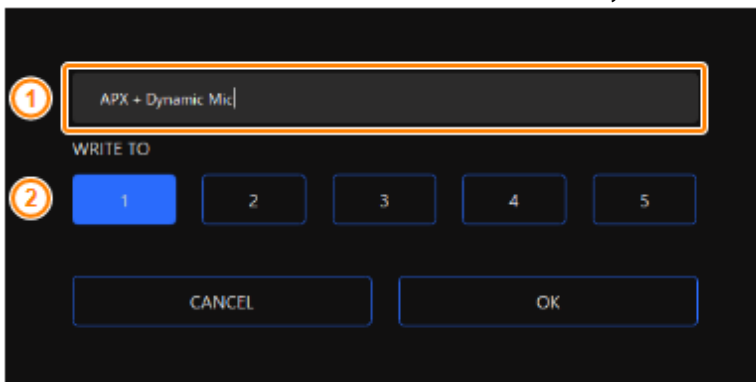 1
APX + Dynamic Mic
WRITE TO
2
1 2 3 4 5
CANCEL OK